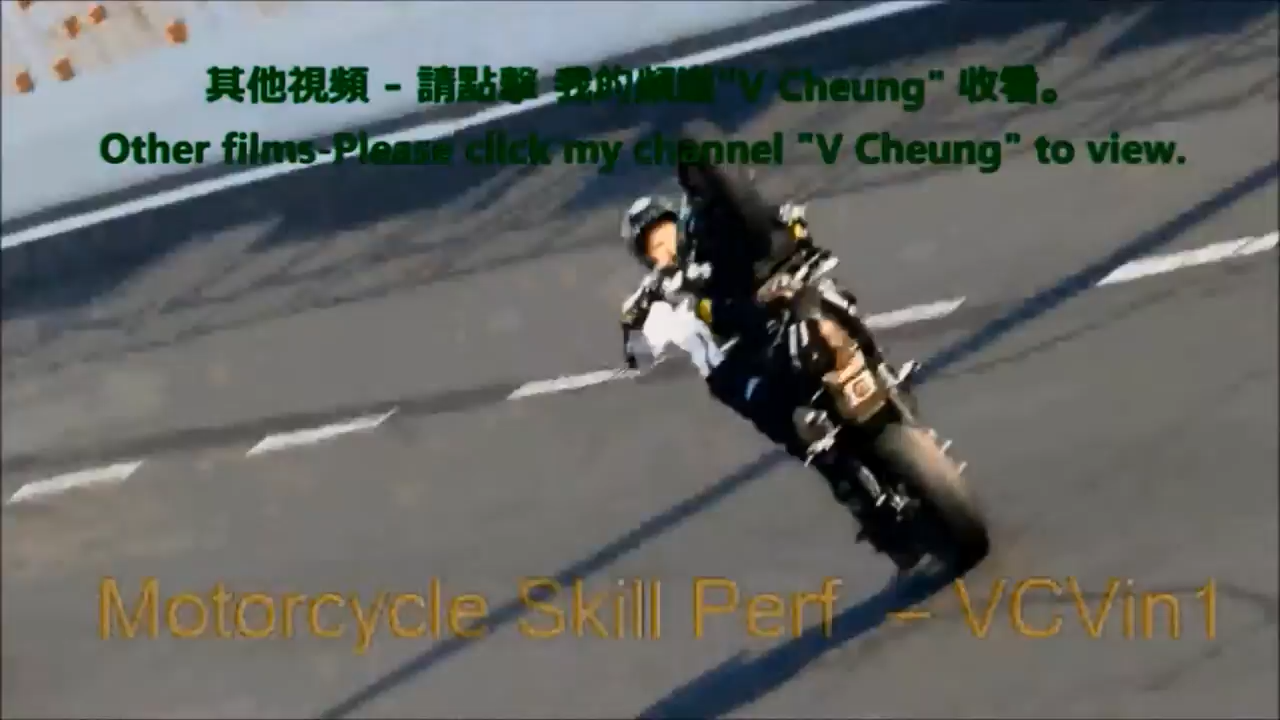 其他視頻 - 請點擊 我的頻道"V Cheung" 收看。
Other films-Please click my channel "V Cheung" to view.
Motorcycle Skill Perf – VCVin1